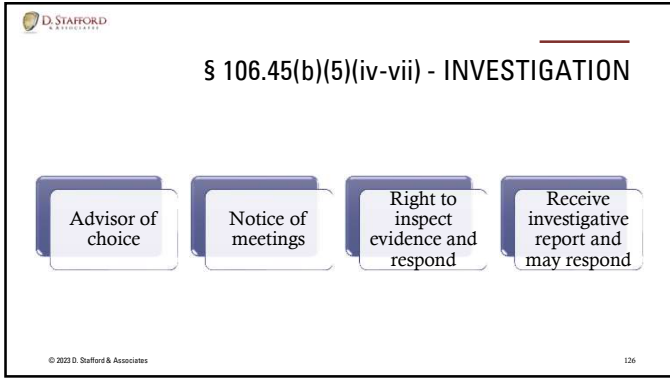 D. STAFFORD
& ASSOCIATES
§ 106.45(b)(5)(iv-vii) - INVESTIGATION
Advisor of
choice
Notice of
meetings
Right to
inspect
evidence and
respond
Receive
investigative
report and
may respond
© 2023 D. Stafford & Associates
126